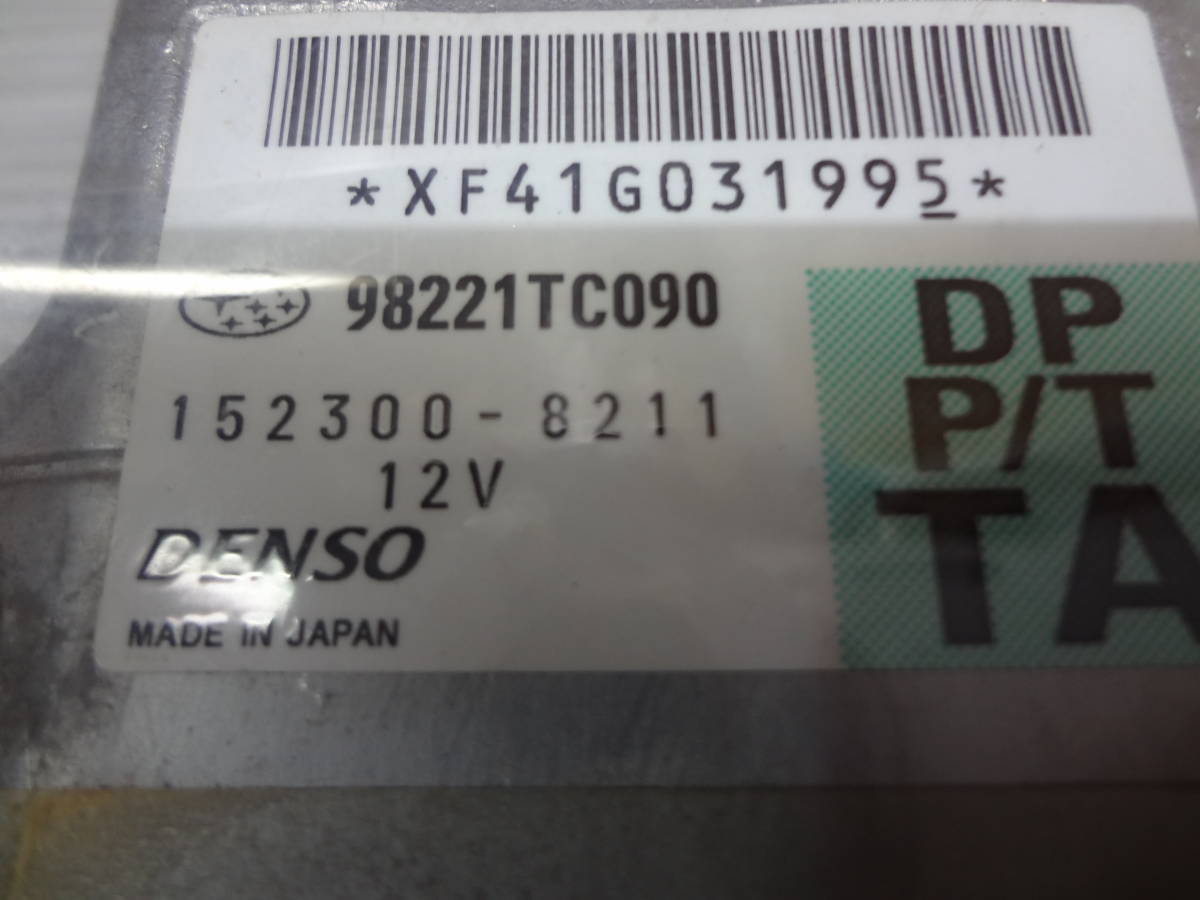 *XF41G031995*
98221TC090
152300-8211
12V
DENSO
MADE IN JAPAN
DP
P/T
TA